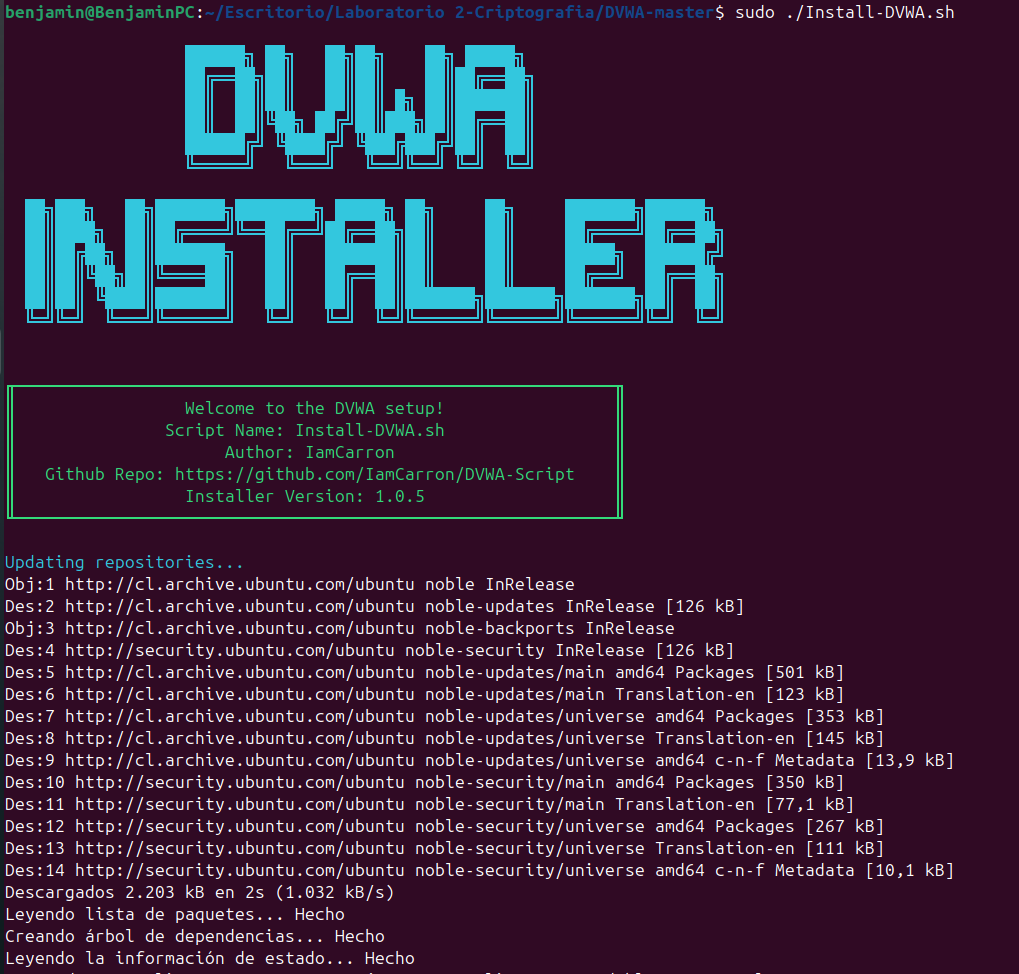 benjamin@BenjaminPC:~/Escritorio/Laboratorio 2-Criptografia/DVWA-master$ sudo ./Install-DVWA.sh
DVWA
INSTALLER
Welcome to the DVWA setup!
Script Name: Install-DVWA.sh
Author: IamCarron
Github Repo: https://github.com/IamCarron/DVWA-Script
Installer Version: 1.0.5
Updating repositories...
Obj:1 http://cl.archive.ubuntu.com/ubuntu noble InRelease
Des:2 http://cl.archive.ubuntu.com/ubuntu noble-updates InRelease [126 kB]
Obj:3 http://cl.archive.ubuntu.com/ubuntu noble-backports InRelease
Des:4 http://security.ubuntu.com/ubuntu noble-security InRelease [126 kB]
Des:5 http://cl.archive.ubuntu.com/ubuntu noble-updates/main amd64 Packages [501 kB]
Des:6 http://cl.archive.ubuntu.com/ubuntu noble-updates/main Translation-en [123 kB]
Des:7 http://cl.archive.ubuntu.com/ubuntu noble-updates/universe amd64 Packages [353 kB]
Des:8 http://cl.archive.ubuntu.com/ubuntu noble-updates/universe Translation-en [145 kB]
Des:9 http://cl.archive.ubuntu.com/ubuntu noble-updates/universe amd64 c-n-f Metadata [13,9 kB]
Des:10 http://security.ubuntu.com/ubuntu noble-security/main amd64 Packages [350 kB]
Des:11 http://security.ubuntu.com/ubuntu noble-security/main Translation-en [77,1 kB]
Des:12 http://security.ubuntu.com/ubuntu noble-security/universe amd64 Packages [267 kB]
Des:13 http://security.ubuntu.com/ubuntu noble-security/universe Translation-en [111 kB]
Des:14 http://security.ubuntu.com/ubuntu noble-security/universe amd64 c-n-f Metadata [10,1 kB]
Descargados 2.203 kB en 2s (1.032 kB/s)
Leyendo lista de paquetes... Hecho
Creando árbol de dependencias... Hecho
Leyendo la información de estado... Hecho